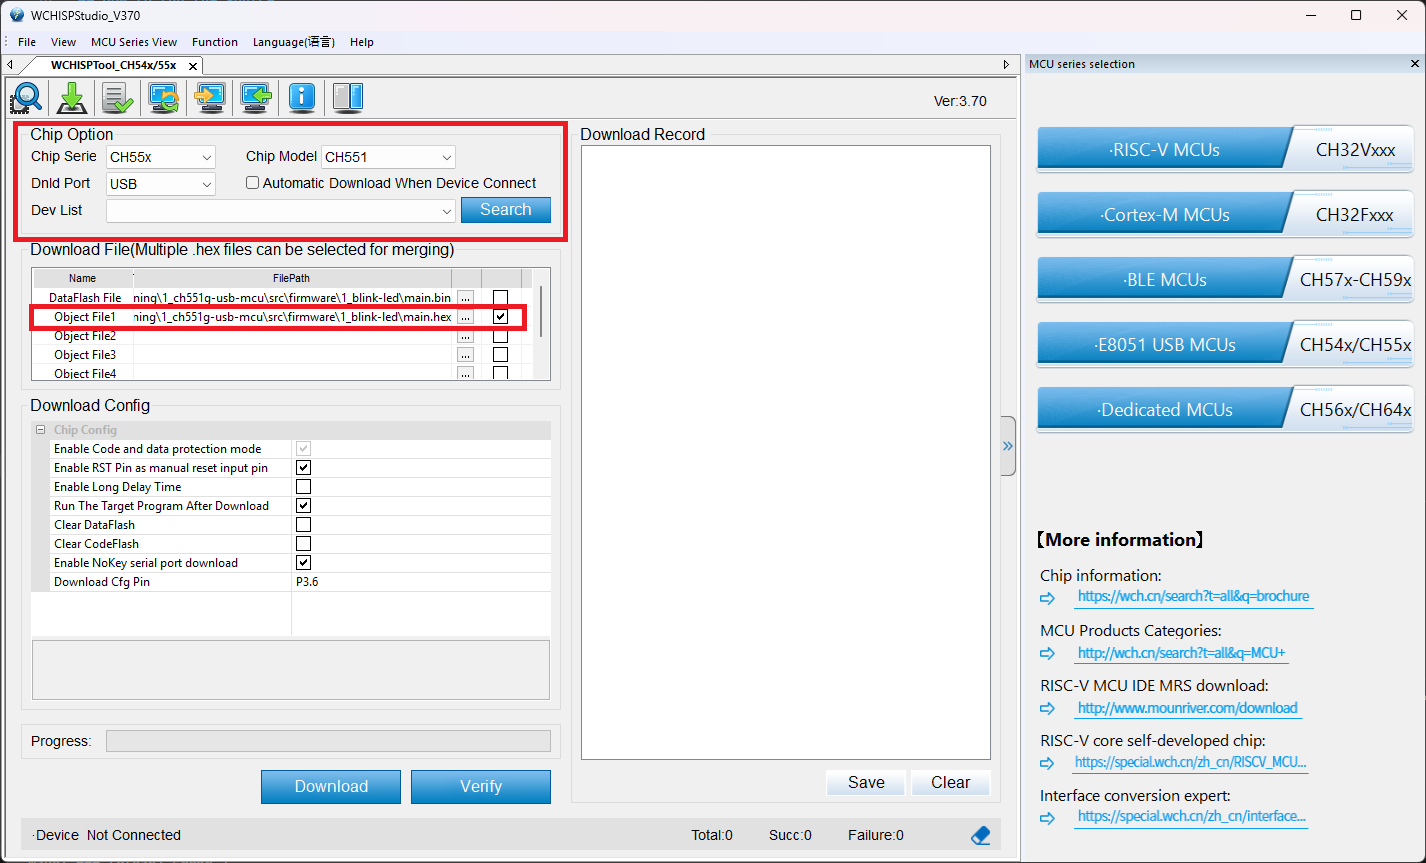 WCHISPStudio_V370
File View MCU Series View Function Language(语言) Help
WCHISPTool_CH54x/55x
MCU series selection
Ver:3.70
Chip Option
Chip Serie CH55x Chip Model CH551
Dnld Port USB Automatic Download When Device Connect
Dev List Search
Download File(Multiple .hex files can be selected for merging)
Name FilePath
DataFlash File ning\1_ch551g-usb-mcu\src\firmware\1_blink-led\main.bin ...
Object File1 ning\1_ch551g-usb-mcu\src\firmware\1_blink-led\main.hex ...
Object File2 ...
Object File3 ...
Object File4 ...
Download Config
Chip Config
Enable Code and data protection mode
Enable RST Pin as manual reset input pin
Enable Long Delay Time
Run The Target Program After Download
Clear DataFlash
Clear CodeFlash
Enable NoKey serial port download
Download Cfg Pin P3.6
Progress:
Download Verify
Download Record
Save Clear
·Device Not Connected Total:0 Succ:0 Failure:0
·RISC-V MCUs CH32Vxxx
·Cortex-M MCUs CH32Fxxx
·BLE MCUs CH57x-CH59x
·E8051 USB MCUs CH54x/CH55x
·Dedicated MCUs CH56x/CH64x
【More information】
Chip information:
https://wch.cn/search?t=all&q=brochure
MCU Products Categories:
http://wch.cn/search?t=all&q=MCU+
RISC-V MCU IDE MRS download:
http://www.mounriver.com/download
RISC-V core self-developed chip:
https://special.wch.cn/zh_cn/RISCV_MCU...
Interface conversion expert:
https://special.wch.cn/zh_cn/interface...